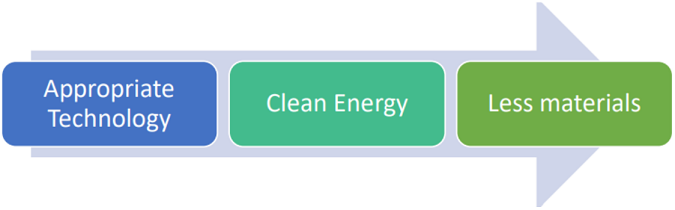 Appropriate
Technology
Clean Energy
Less materials